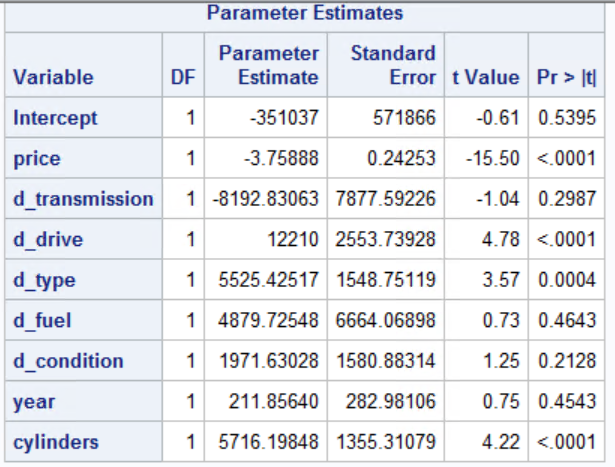 Parameter Estimates
Variable DF Parameter Estimate Standard Error t Value Pr > |t|
Intercept 1 -351037 571866 -0.61 0.5395
price 1 -3.75888 0.24253 -15.50 <.0001
d_transmission 1 -8192.83063 7877.59226 -1.04 0.2987
d_drive 1 12210 2553.73928 4.78 <.0001
d_type 1 5525.42517 1548.75119 3.57 0.0004
d_fuel 1 4879.72548 6664.06898 0.73 0.4643
d_condition 1 1971.63028 1580.88314 1.25 0.2128
year 1 211.85640 282.98106 0.75 0.4543
cylinders 1 5716.19848 1355.31079 4.22 <.0001